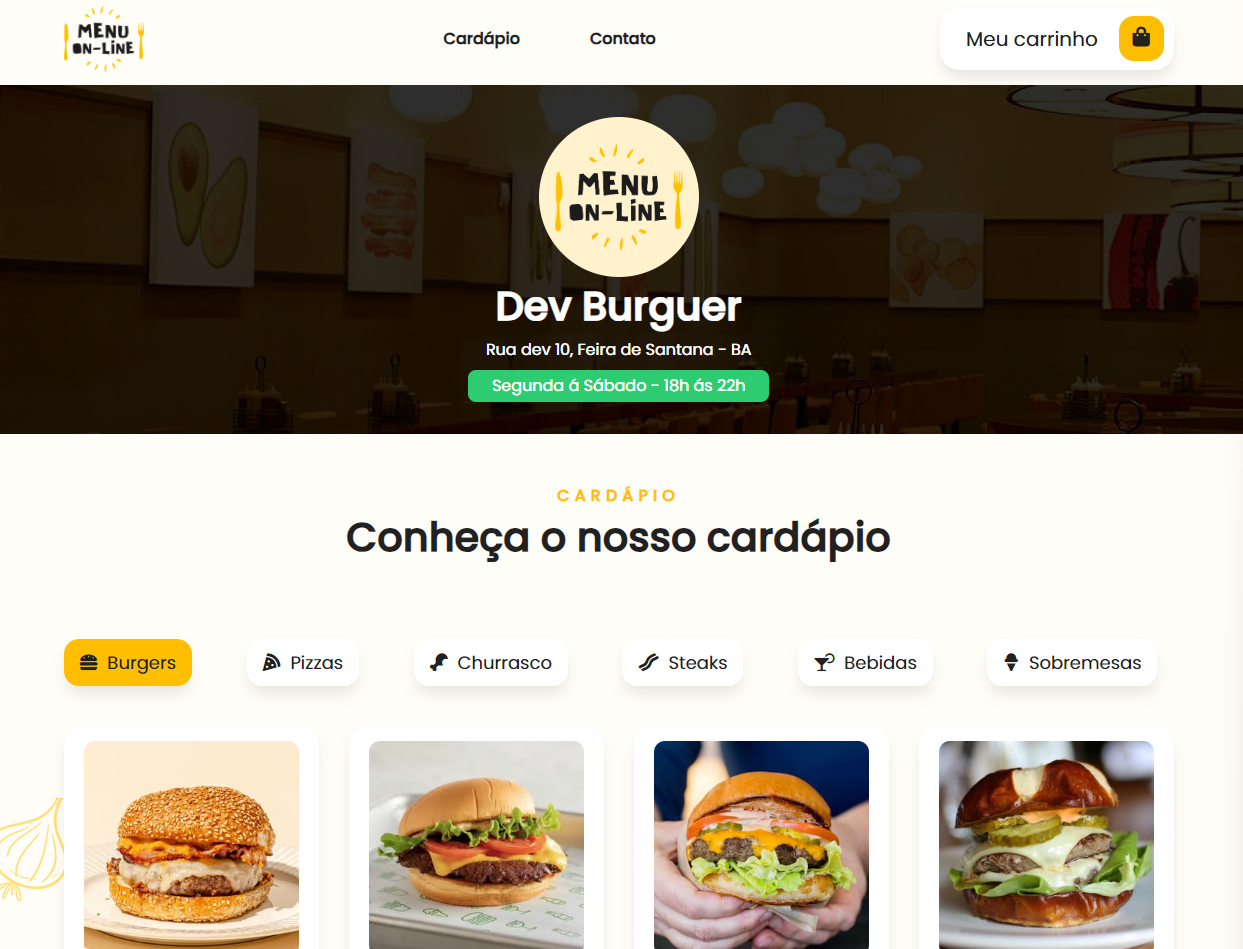 MENU
ON-LINE
Cardápio
Contato
Meu carrinho
MENU
ON-LINE
Dev Burguer
Rua dev 10, Feira de Santana - BA
Segunda á Sábado - 18h ás 22h
CARDÁPIO
Conheça o nosso cardápio
Burgers
Pizzas
Churrasco
Steaks
Bebidas
Sobremesas